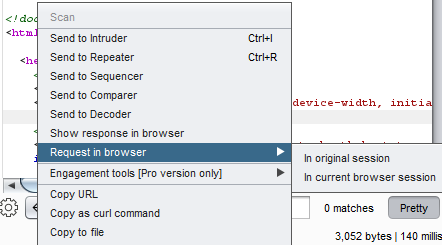 <!doc
Scan
<html
Send to Intruder Ctrl+I
Send to Repeater Ctrl+R
<he
Send to Sequencer
Send to Comparer
device-width, initia
Send to Decoder
Show response in browser
Request in browser
In original session
Engagement tools [Pro version only]
In current browser session
Copy URL
0 matches Pretty
Copy as curl command
Copy to file
3,052 bytes | 140 millis